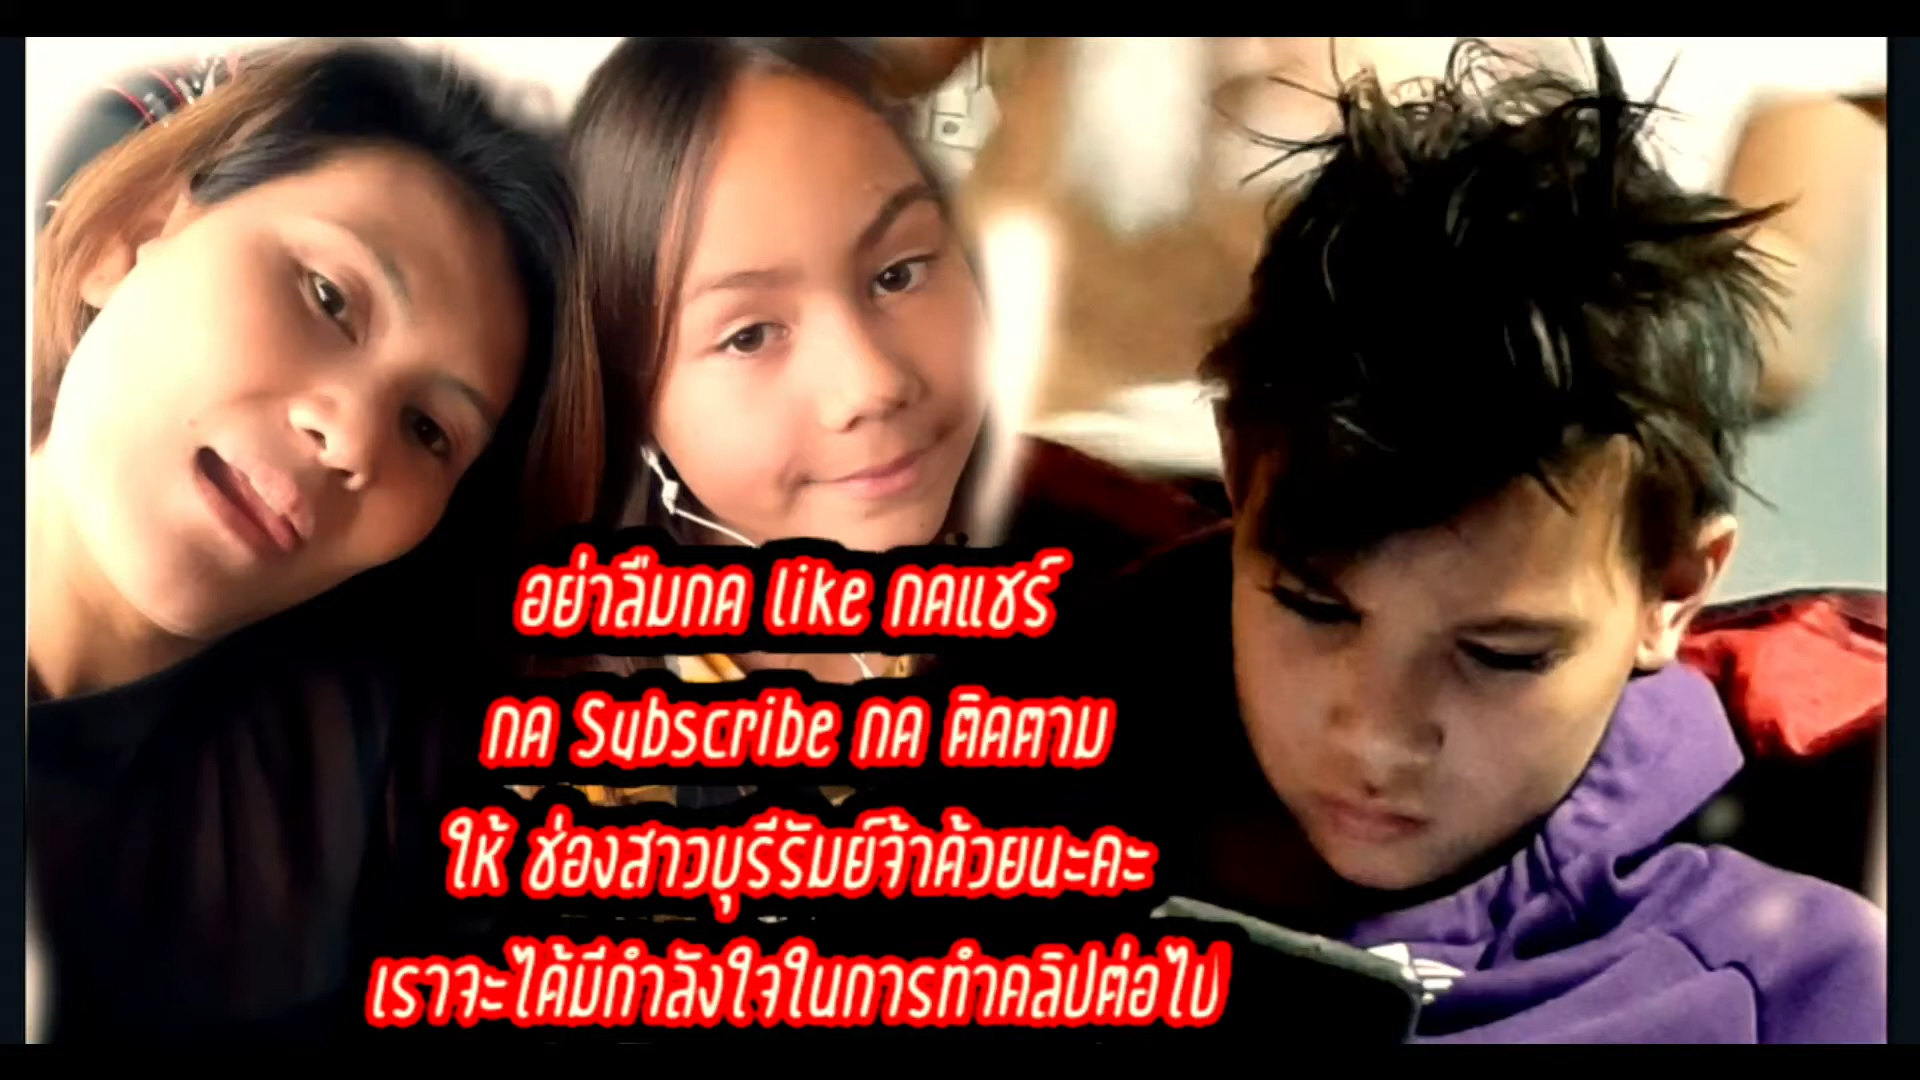 อย่าลืมกด like กดแชร์
กด Subscribe กด ติดตาม
ให้ ช่องสาวบุรีรัมย์จ้าด้วยนะคะ
เราจะได้มีกำลังใจในการทำคลิปต่อไป